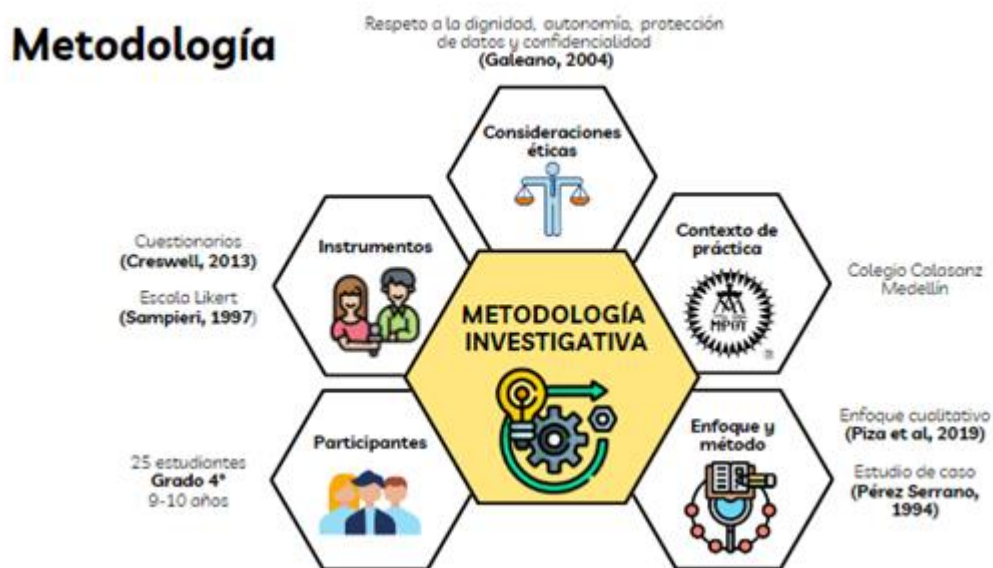 Metodología
Respeto a la dignidad, autonomía, protección
de datos y confidencialidad
(Galeano, 2004)
Consideraciones
éticas
Instrumentos
Cuestionarios
(Creswell, 2013)
Escala Likert
(Sampieri, 1997)
Contexto de
práctica
MPΘY
Colegio Calasanz
Medellín
METODOLOGÍA
INVESTIGATIVA
Participantes
25 estudiantes
Grado 4°
9-10 años
Enfoque y
método
Enfoque cualitativo
(Piza et al, 2019)
Estudio de caso
(Pérez Serrano,
1994)